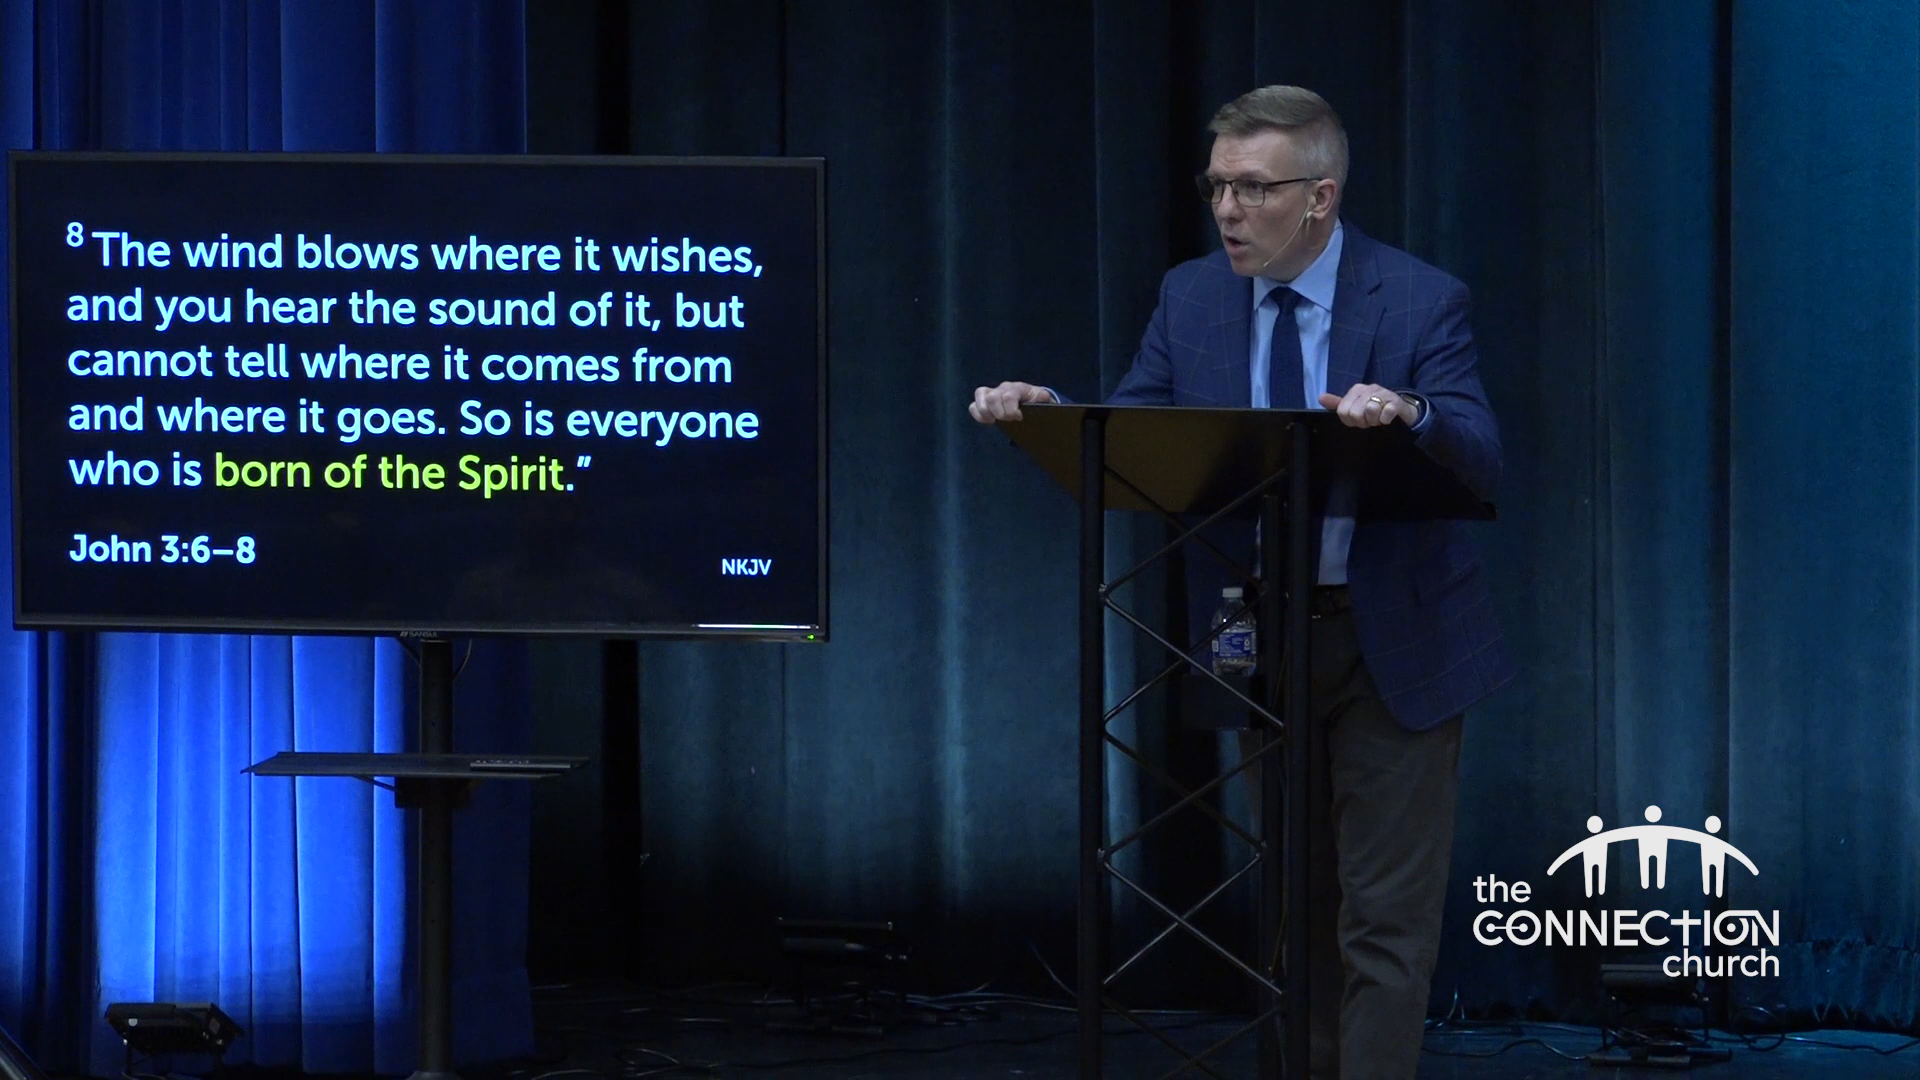 8 The wind blows where it wishes,
and you hear the sound of it, but
cannot tell where it comes from
and where it goes. So is everyone
who is born of the Spirit.”
John 3:6–8
NKJV
SANSUI
the
CONNECTION
church